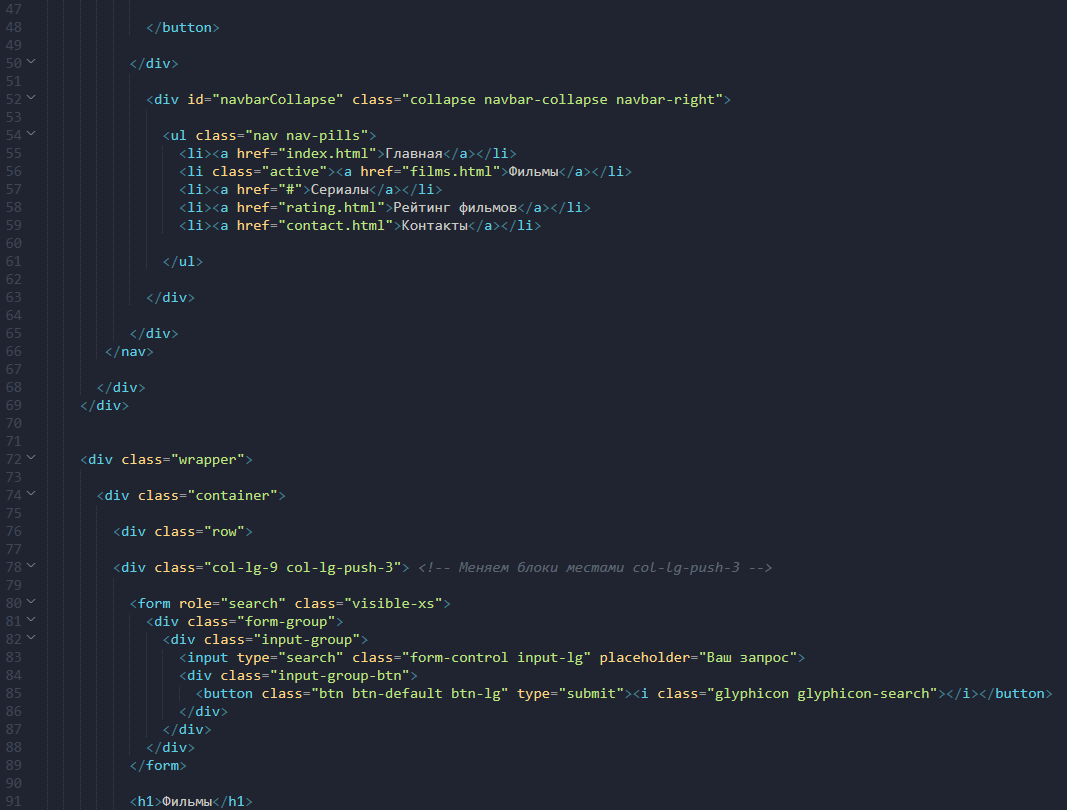 47
48 </button>
49
50 </div>
51
52 <div id="navbarCollapse" class="collapse navbar-collapse navbar-right">
53
54 <ul class="nav nav-pills">
55 <li><a href="index.html">Главная</a></li>
56 <li class="active"><a href="films.html">Фильмы</a></li>
57 <li><a href="#">Сериалы</a></li>
58 <li><a href="rating.html">Рейтинг фильмов</a></li>
59 <li><a href="contact.html">Контакты</a></li>
60
61 </ul>
62
63 </div>
64
65 </div>
66 </nav>
67
68 </div>
69 </div>
70
71
72 <div class="wrapper">
73
74 <div class="container">
75
76 <div class="row">
77
78 <div class="col-lg-9 col-lg-push-3"> <!-- Меняем блоки местами col-lg-push-3 -->
79
80 <form role="search" class="visible-xs">
81 <div class="form-group">
82 <div class="input-group">
83 <input type="search" class="form-control input-lg" placeholder="Ваш запрос">
84 <div class="input-group-btn">
85 <button class="btn btn-default btn-lg" type="submit"><i class="glyphicon glyphicon-search"></i></button>
86 </div>
87 </div>
88 </div>
89 </form>
90
91 <h1>Фильмы</h1>